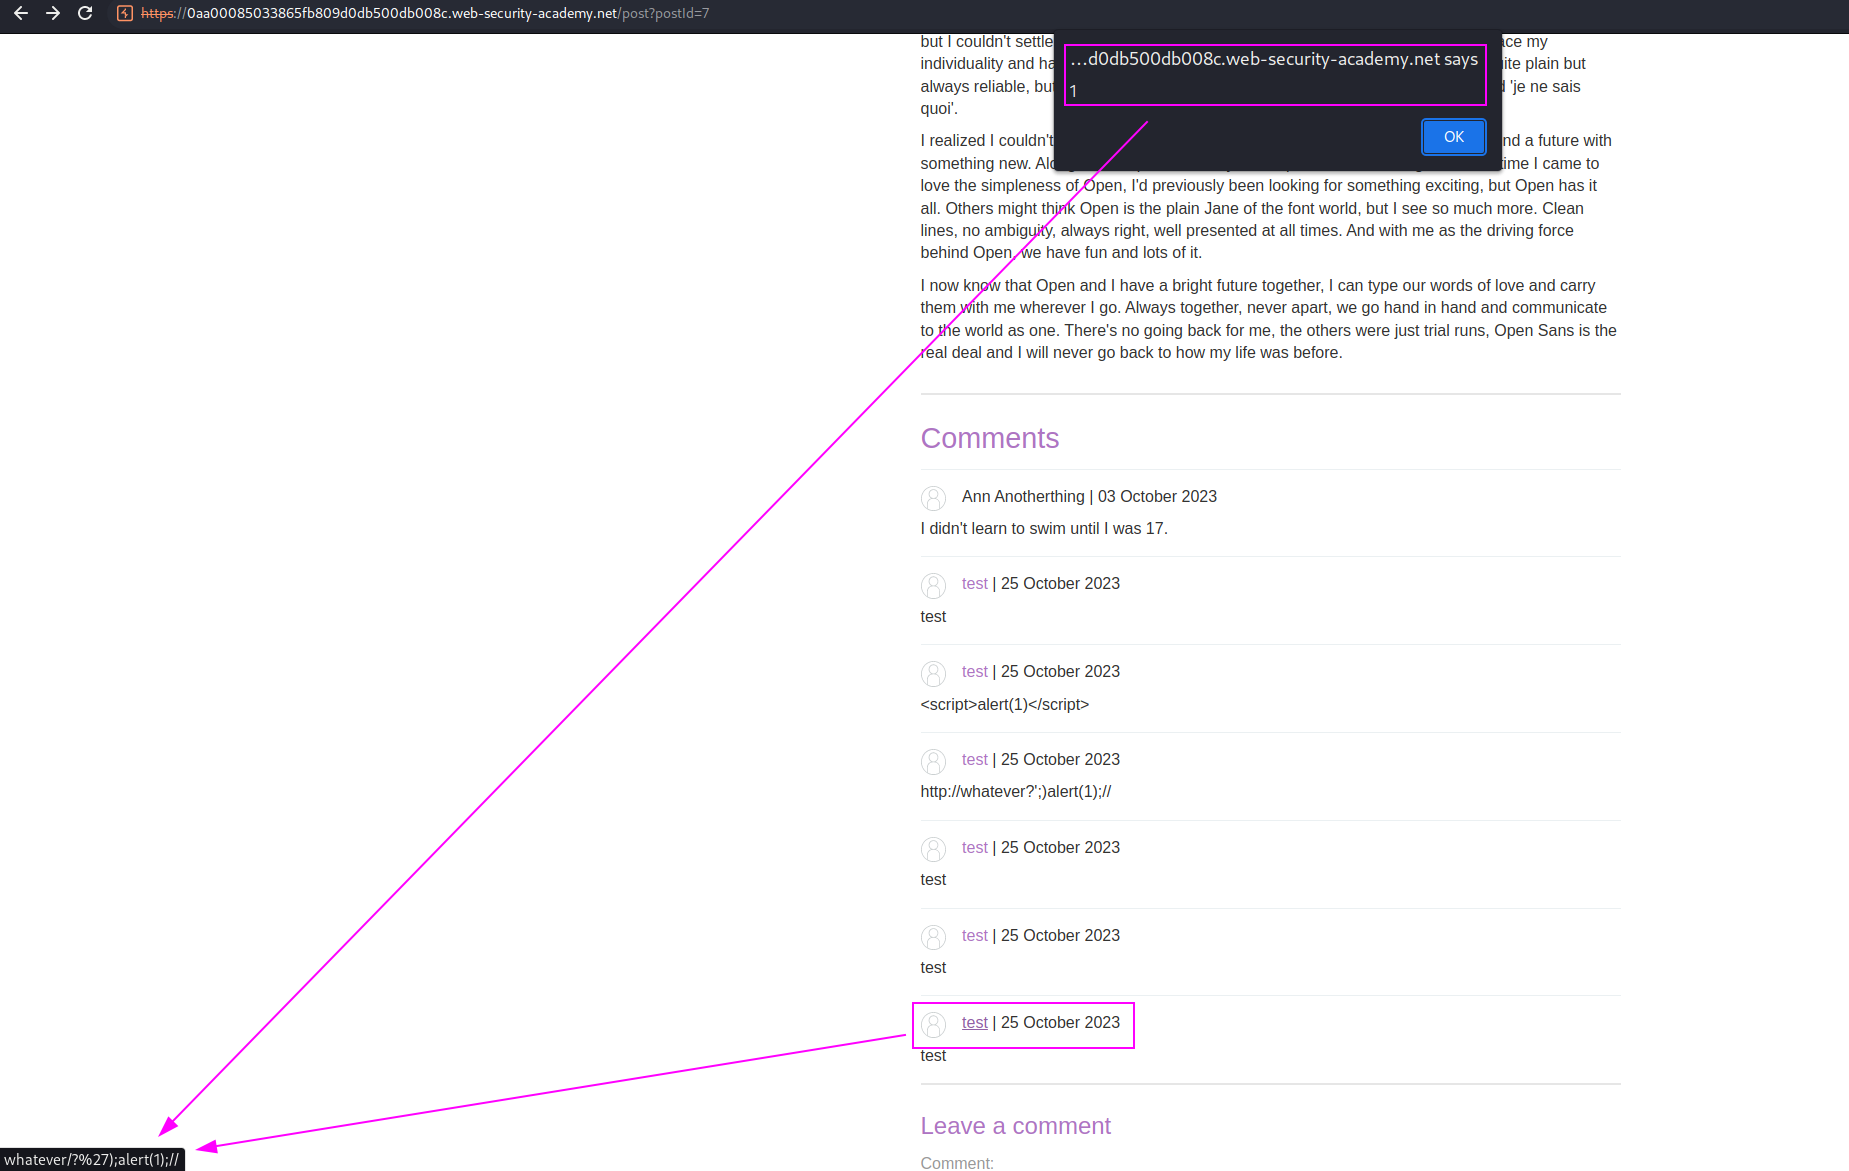 https://0aa00085033865fb809d0db500db008c.web-security-academy.net/post?postId=7
...d0db500db008c.web-security-academy.net says
1
OK
but I couldn't settle
ace my
individuality and ha
ite plain but
always reliable, but
d 'je ne sais
quoi'.
I realized I couldn't
nd a future with
something new. Alo
time I came to
love the simpleness of Open, I'd previously been looking for something exciting, but Open has it
all. Others might think Open is the plain Jane of the font world, but I see so much more. Clean
lines, no ambiguity, always right, well presented at all times. And with me as the driving force
behind Open, we have fun and lots of it.
I now know that Open and I have a bright future together, I can type our words of love and carry
them with me wherever I go. Always together, never apart, we go hand in hand and communicate
to the world as one. There's no going back for me, the others were just trial runs, Open Sans is the
real deal and I will never go back to how my life was before.
Comments
Ann Anotherthing | 03 October 2023
I didn't learn to swim until I was 17.
test | 25 October 2023
test
test | 25 October 2023
<script>alert(1)</script>
test | 25 October 2023
http://whatever?';)alert(1);//
test | 25 October 2023
test
test | 25 October 2023
test
test | 25 October 2023
test
Leave a comment
Comment:
whatever/?%27);alert(1);//